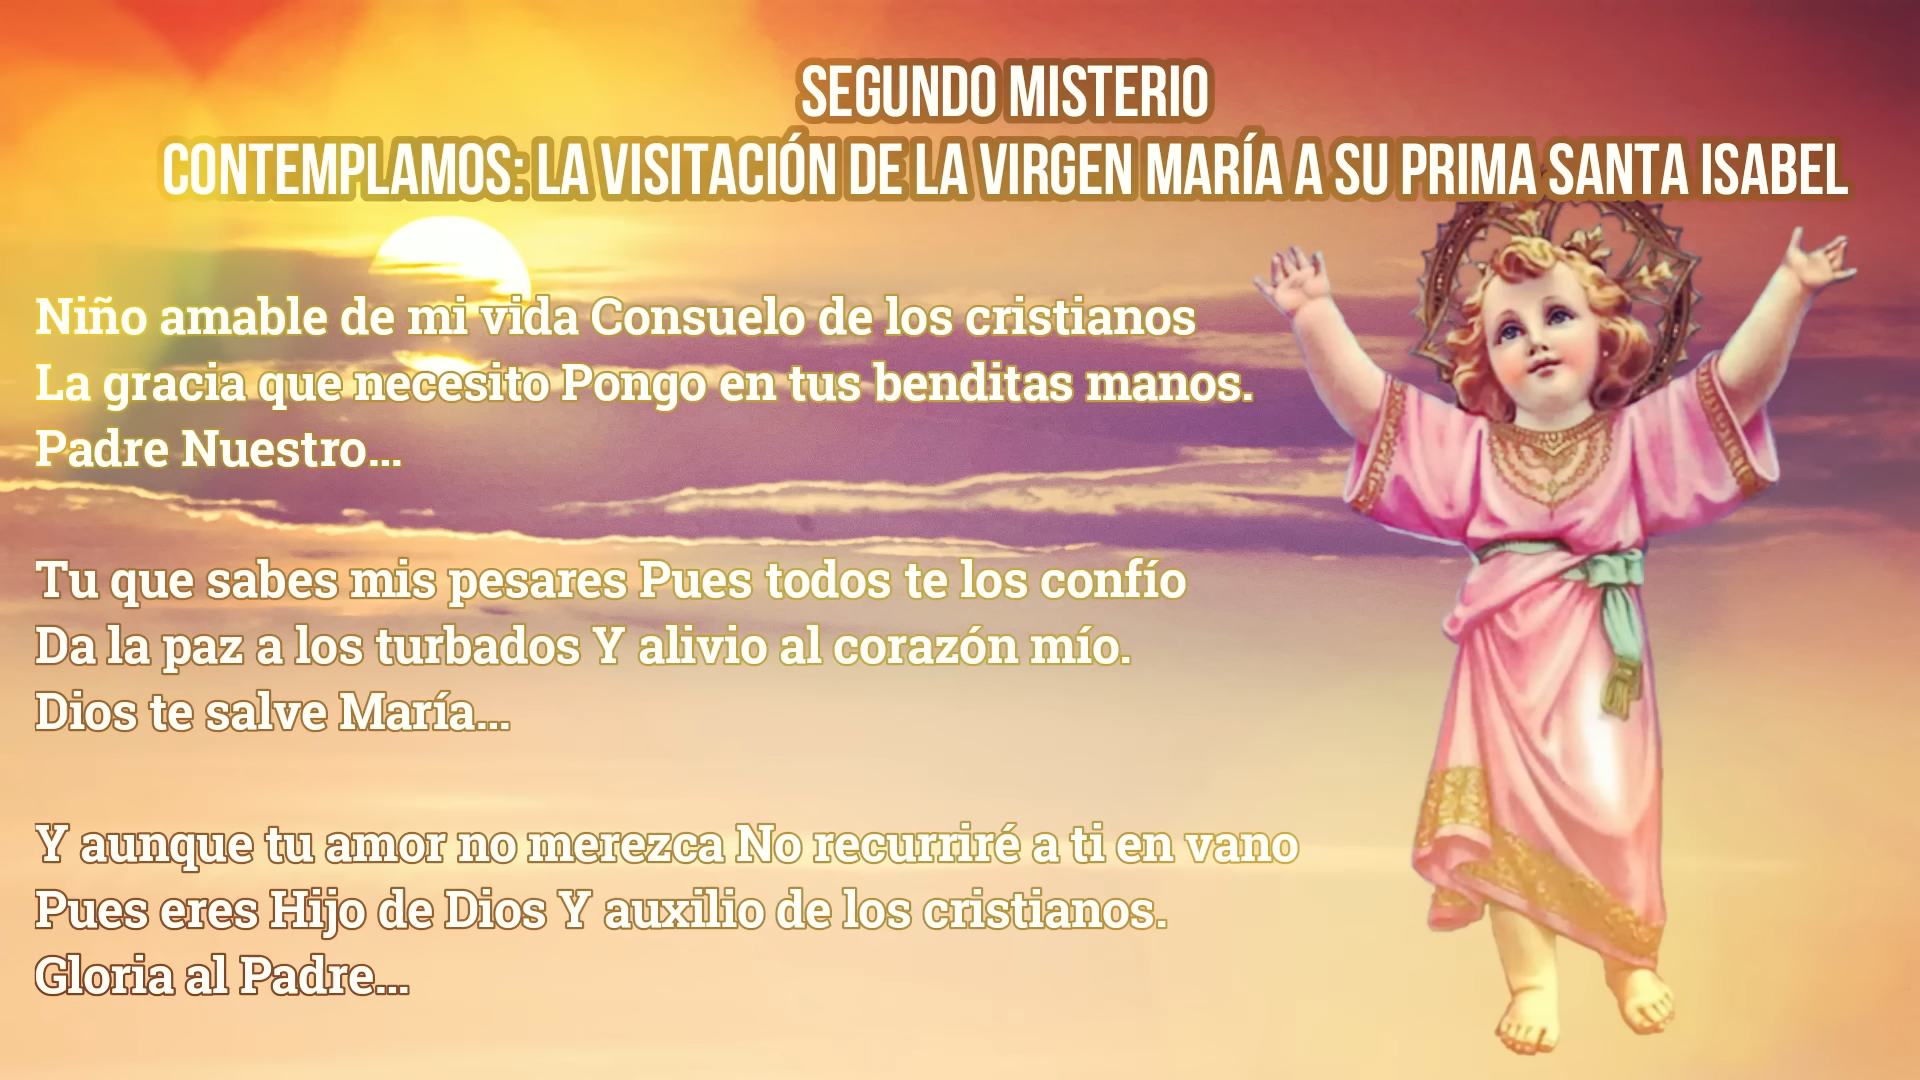 SEGUNDO MISTERIO
CONTEMPLAMOS: LA VISITACIÓN DE LA VIRGEN MARÍA A SU PRIMA SANTA ISABEL
Niño amable de mi vida Consuelo de los cristianos
La gracia que necesito Pongo en tus benditas manos.
Padre Nuestro...
Tu que sabes mis pesares Pues todos te los confío
Da la paz a los turbados Y alivio al corazón mío.
Dios te salve María...
Y aunque tu amor no merezca No recurriré a ti en vano
Pues eres Hijo de Dios Y auxilio de los cristianos.
Gloria al Padre...